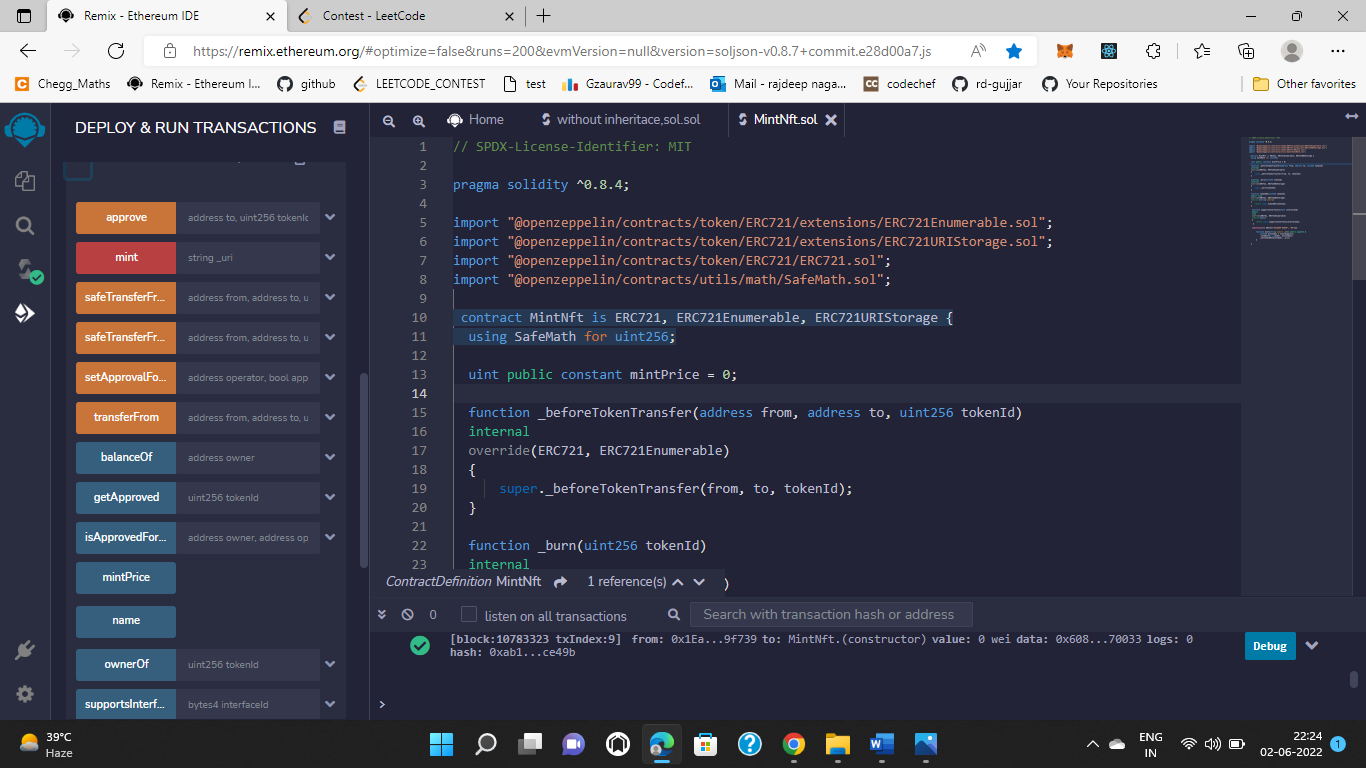 Remix - Ethereum IDE
Contest - LeetCode
https://remix.ethereum.org/#optimize=false&runs=200&evmVersion=null&version=soljson-v0.8.7+commit.e28d00a7.js
Chegg_Maths
Remix - Ethereum I...
github
LEETCODE_CONTEST
test
Gzaurav99 - Codef...
Mail - rajdeep naga...
codechef
rd-gujjar
Your Repositories
Other favorites
DEPLOY & RUN TRANSACTIONS
approve address to, uint256 tokenId
mint string _uri
safeTransferFr... address from, address to, u
safeTransferFr... address from, address to, u
setApprovalFo... address operator, bool app
transferFrom address from, address to, u
balanceOf address owner
getApproved uint256 tokenId
isApprovedFor... address owner, address op
mintPrice
name
ownerOf uint256 tokenId
supportsInterf... bytes4 interfaceId
Home
without inheritace,sol.sol
MintNft.sol
1 // SPDX-License-Identifier: MIT
2
3 pragma solidity ^0.8.4;
4
5 import "@openzeppelin/contracts/token/ERC721/extensions/ERC721Enumerable.sol";
6 import "@openzeppelin/contracts/token/ERC721/extensions/ERC721URIStorage.sol";
7 import "@openzeppelin/contracts/token/ERC721/ERC721.sol";
8 import "@openzeppelin/contracts/utils/math/SafeMath.sol";
9
10 contract MintNft is ERC721, ERC721Enumerable, ERC721URIStorage {
11 using SafeMath for uint256;
12
13 uint public constant mintPrice = 0;
14
15 function _beforeTokenTransfer(address from, address to, uint256 tokenId)
16 internal
17 override(ERC721, ERC721Enumerable)
18 {
19 super._beforeTokenTransfer(from, to, tokenId);
20 }
21
22 function _burn(uint256 tokenId)
23 internal
ContractDefinition MintNft 1 reference(s) )
0 listen on all transactions
Search with transaction hash or address
[block:10783323 txIndex:9] from: 0x1Ea...9f739 to: MintNft.(constructor) value: 0 wei data: 0x608...70033 logs: 0
hash: 0xab1...ce49b
Debug
>
39°C
Haze
ENG
IN
22:24
02-06-2022
1